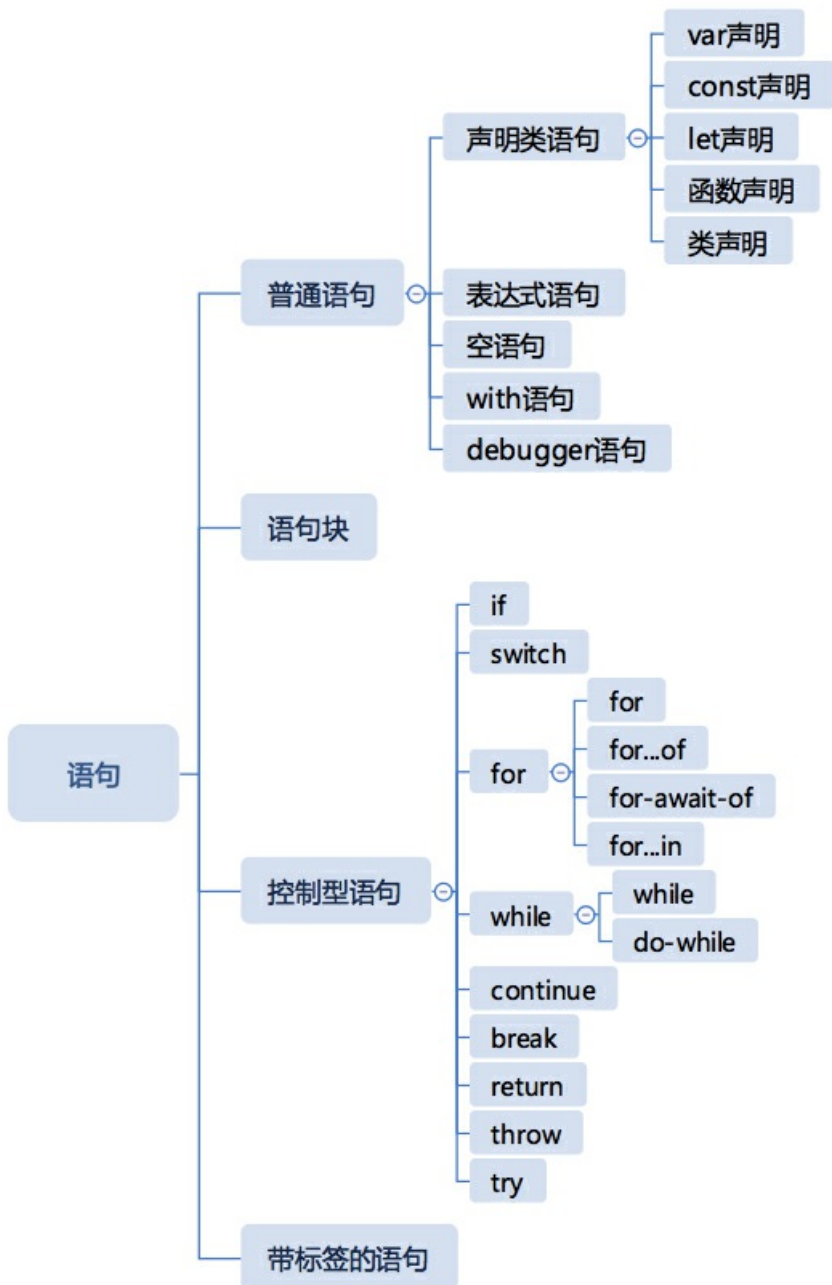 语句
普通语句
声明类语句
var声明
const声明
let声明
函数声明
类声明
表达式语句
空语句
with语句
debugger语句
语句块
控制型语句
if
switch
for
for
for...of
for-await-of
for...in
while
while
do-while
continue
break
return
throw
try
带标签的语句